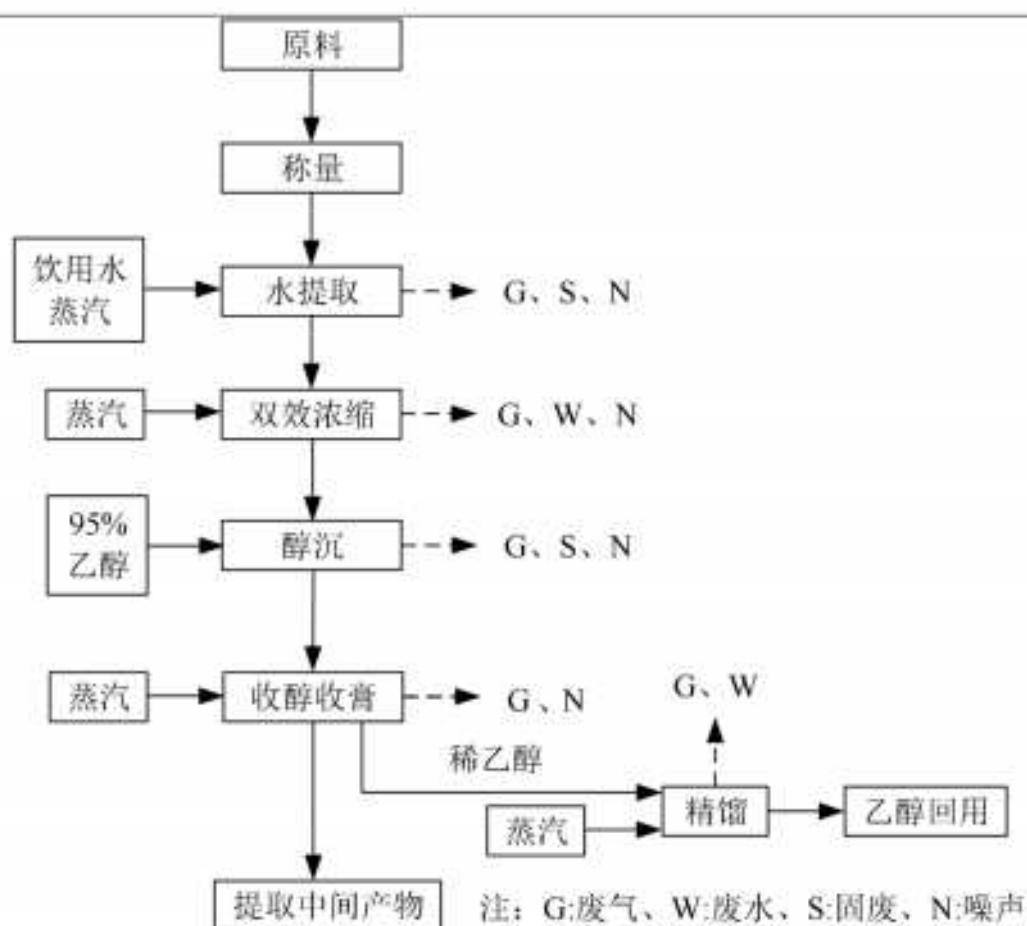 原料
称量
饮用水
蒸汽
水提取
G、S、N
蒸汽
双效浓缩
G、W、N
95%
乙醇
醇沉
G、S、N
蒸汽
收醇收膏
G、N
G、W
稀乙醇
蒸汽
精馏
乙醇回用
提取中间产物
注：G:废气、W:废水、S:固废、N:噪声